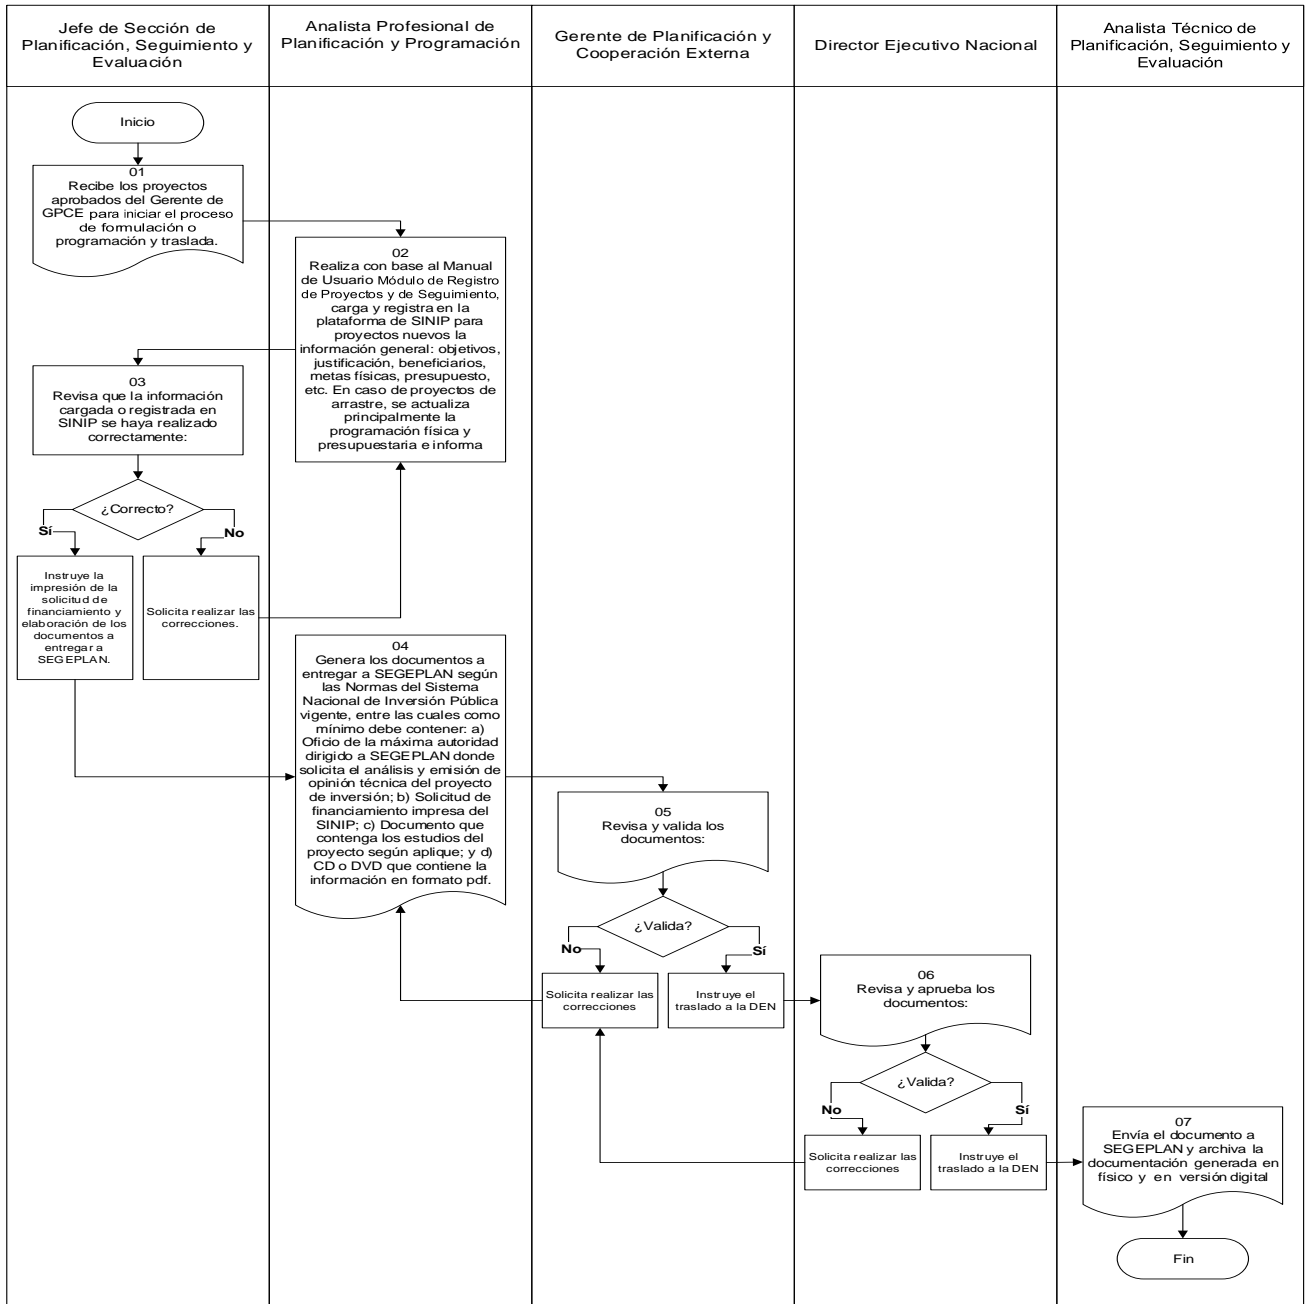 Jefe de Sección de
Planificación, Seguimiento y
Evaluación
Analista Profesional de
Planificación y Programación
Gerente de Planificación y
Cooperación Externa
Director Ejecutivo Nacional
Analista Técnico de
Planificación, Seguimiento y
Evaluación
Inicio
01
Recibe los proyectos
aprobados del Gerente de
GPCE para iniciar el proceso
de formulación o
programación y traslada.
02
Realiza con base al Manual
de Usuario Módulo de Registro
de Proyectos y de Seguimiento,
carga y registra en la
plataforma de SINIP para
proyectos nuevos la
información general: objetivos,
justificación, beneficiarios,
metas físicas, presupuesto,
etc. En caso de proyectos de
arrastre, se actualiza
principalmente la
programación física y
presupuestaria e informa
03
Revisa que la información
cargada o registrada en
SINIP se haya realizado
correctamente:
¿Correcto?
Sí
No
Instruye la
impresión de la
solicitud de
financiamiento y
elaboración de los
documentos a
entregar a
SEGEPLAN.
Solicita realizar las
correcciones.
04
Genera los documentos a
entregar a SEGEPLAN según
las Normas del Sistema
Nacional de Inversión Pública
vigente, entre las cuales como
mínimo debe contener: a)
Oficio de la máxima autoridad
dirigido a SEGEPLAN donde
solicita el análisis y emisión de
opinión técnica del proyecto
de inversión; b) Solicitud de
financiamiento impresa del
SINIP; c) Documento que
contenga los estudios del
proyecto según aplique; y d)
CD o DVD que contiene la
información en formato pdf.
05
Revisa y valida los
documentos:
¿Valida?
No
Sí
Solicita realizar las
correcciones
Instruye el
traslado a la DEN
06
Revisa y aprueba los
documentos:
¿Valida?
No
Sí
Solicita realizar las
correcciones
Instruye el
traslado a la DEN
07
Envía el documento a
SEGEPLAN y archiva la
documentación generada en
físico y en versión digital
Fin